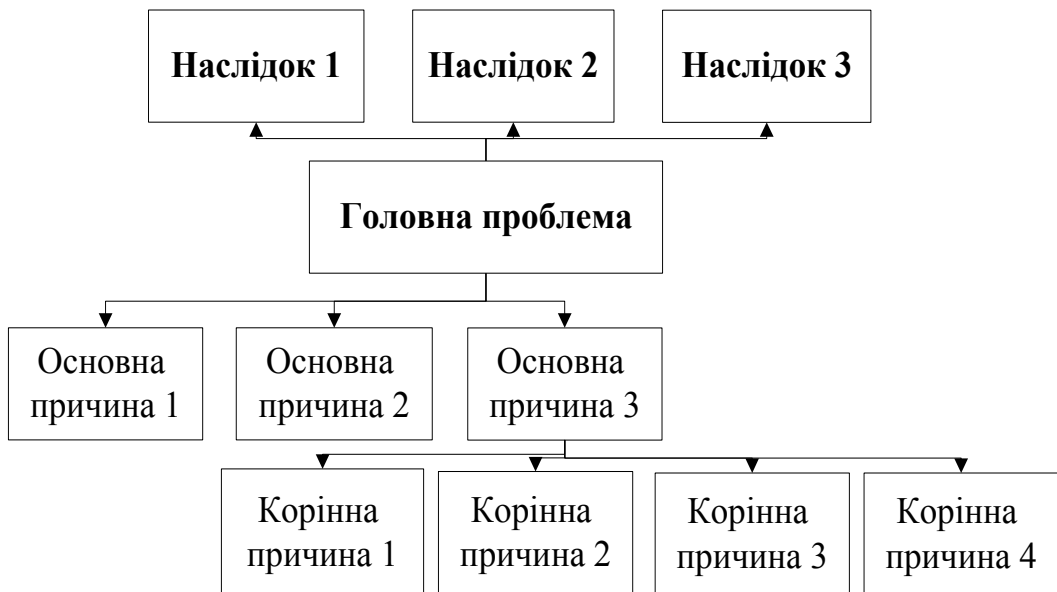 Наслідок 1
Наслідок 2
Наслідок 3
Головна проблема
Основна
причина 1
Основна
причина 2
Основна
причина 3
Корінна
причина 1
Корінна
причина 2
Корінна
причина 3
Корінна
причина 4